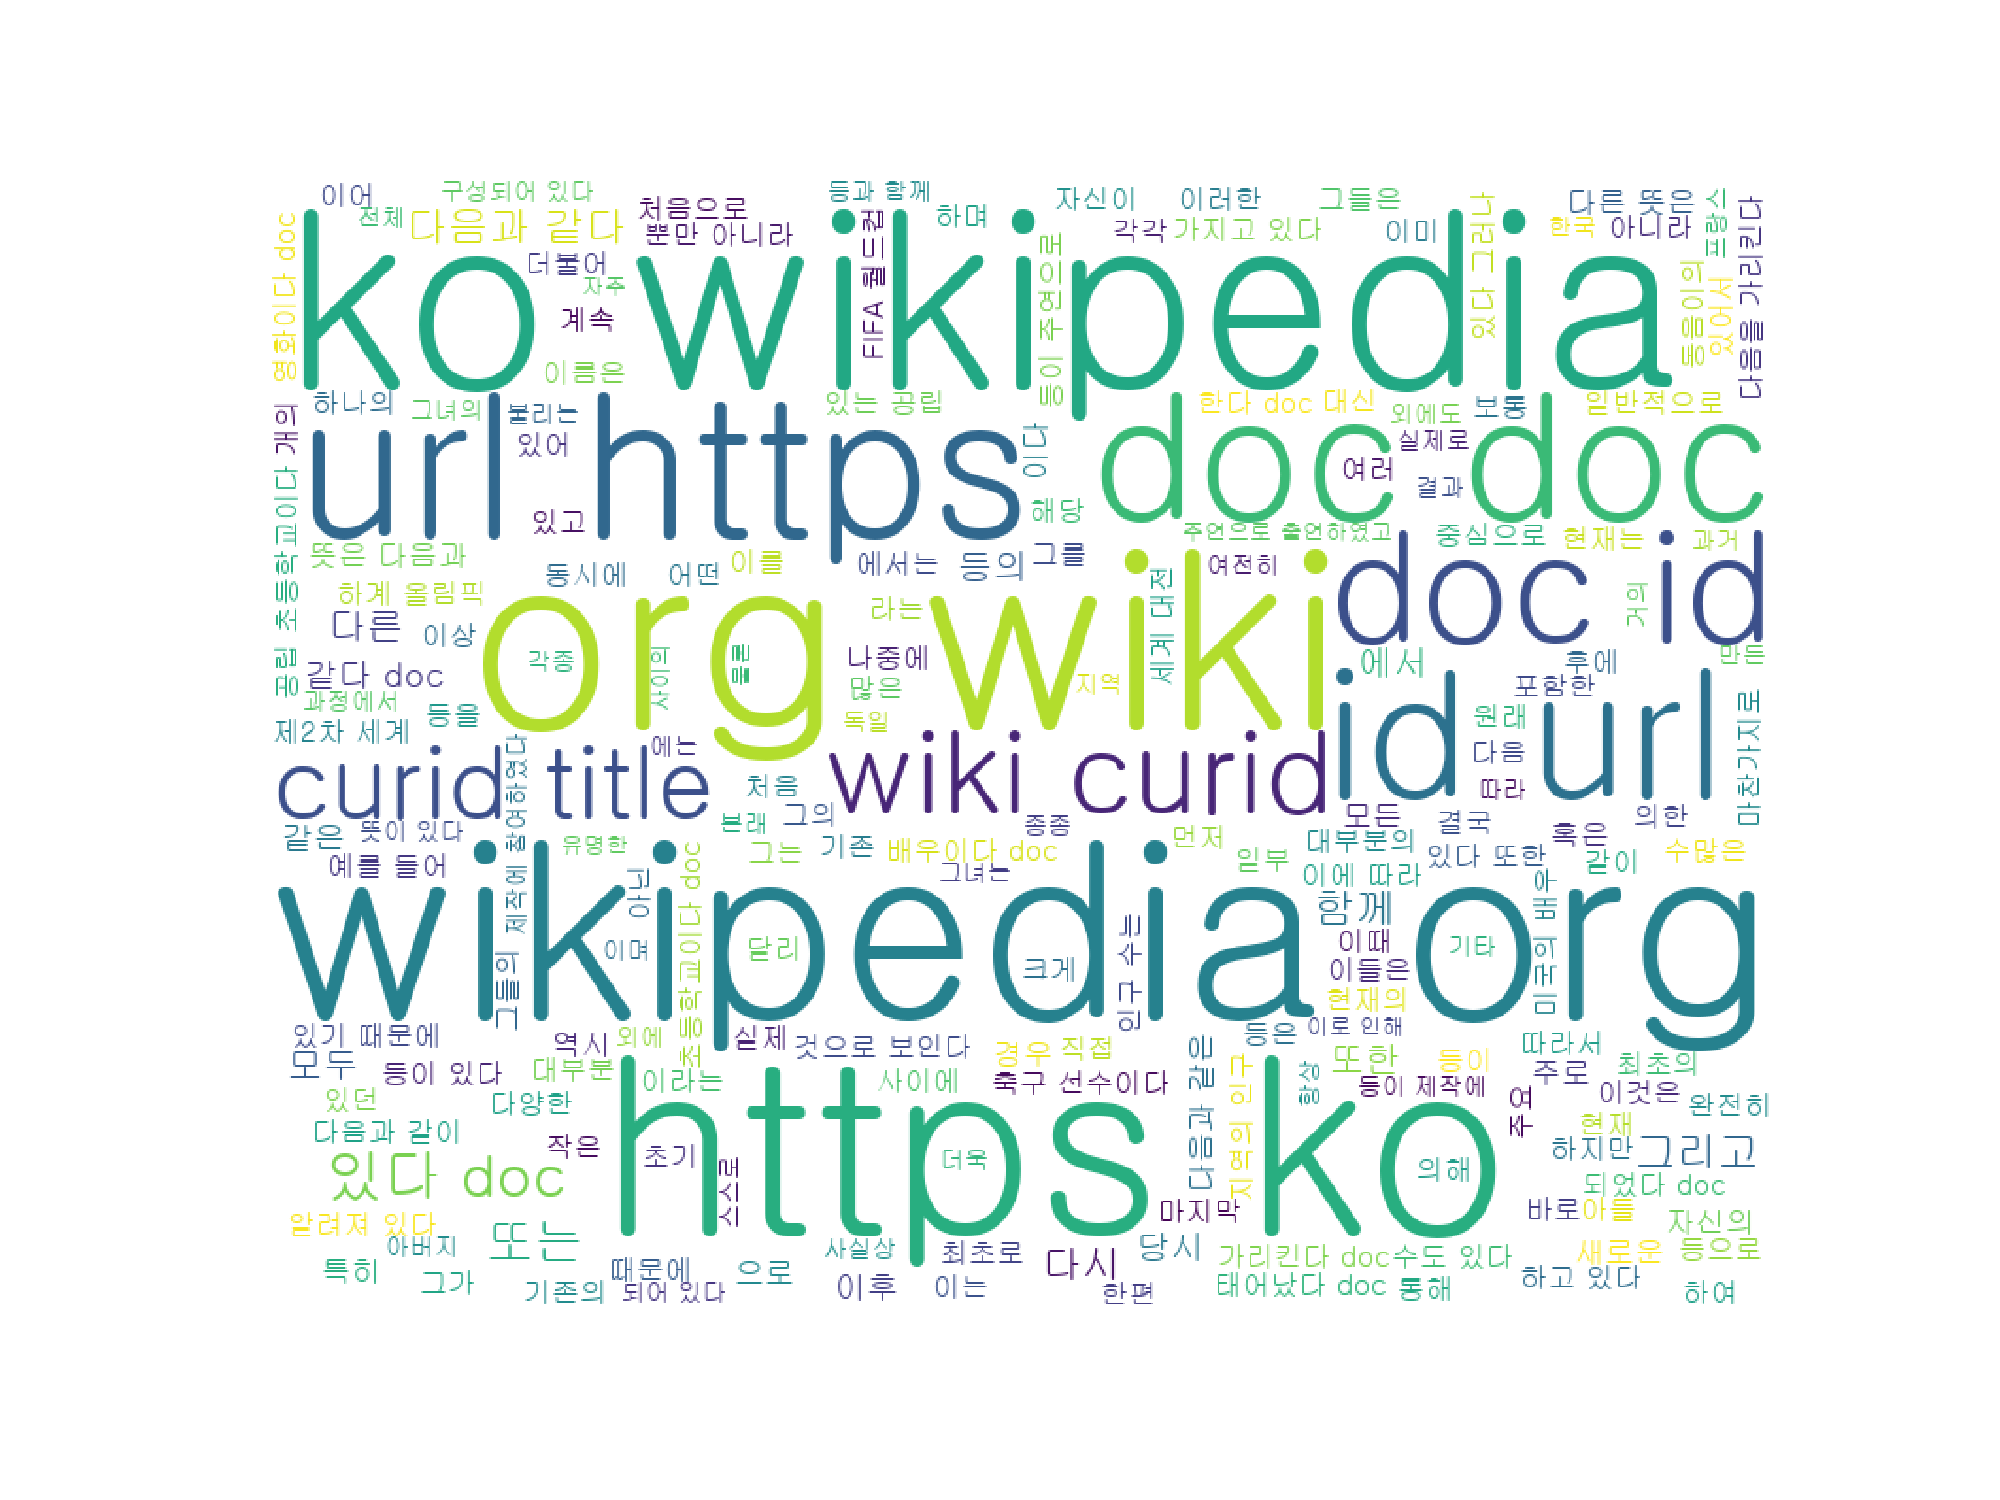 이어
구성되어 있다
처음으로
등과 함께
하며
자신이
이러한
그들은
다른 뜻은
프랑스
전체
다음과 같다
뿐만 아니라
FIFA 월드컵
각각
가지고 있다
이미
있다 그러나
한국
아니라
다음을 가리킨다
영화이다 doc
ko wikipedia
더불어
자주
계속
이름은
등이 주연으로
동음이의
있어서
하나의
그녀의
불리는
있는 공립
한다 doc 대신
외에도
보통
일반적으로
개의
url https
있어
이다
doc doc
실제로
여러
결과
있고
해당
주연으로 출연하였고
중심으로
현재는
과거
공립 초등학교이다
뜻은 다음과
동시에
어떤
이를
에서는
등의
그를
여전히
doc id
하계 올림픽
org wiki
라는
세계 대전
거의
다른
이상
각종
사이의
물론
나중에
에서
후에
만든
같다 doc
많은
지역
포함한
과정에서
등을
독일
id url
원래
마찬가지로
제2차 세계
에는
다음
curid title
wiki curid
처음
따라
같은
뜻이 있다
제작에 참여하였다
유명한
본래
그의
종종
모든
결국
혹은
의한
예를 들어
그는
기존
배우이다 doc
그녀는
먼저
일부
대부분의
있다 또한
같이
수많은
이에 따라
wikipedia org
아닌
초등학교이다 doc
함께
미국의 배우
그들의
이며
달리
크게
인구 수는
이때
기타
이들은
현재의
있기 때문에
역시
외에
실제
것으로 보인다
경우
직접
등은
이로 인해
따라서
모두
등이 있다
대부분
이라는
사이에
축구 선수이다
다음과 같은
지역의 인구
항상
또한
등이
등이 제작에
주로
최초의
이것은
있던
다양한
https ko
주요
완전히
다음과 같이
작은
초기
더욱
의해
현재
하지만
그리고
있다 doc
스스로
되었다 doc
알려져 있다
또는
마지막
바로
아들
자신의
아버지
사실상
최초로
다시
당시
가리킨다 doc
수도 있다
새로운
등으로
특히
그가
기존의
때문에
되어 있다
으로
이후
이는
한편
태어났다 doc
통해
하고 있다
하여